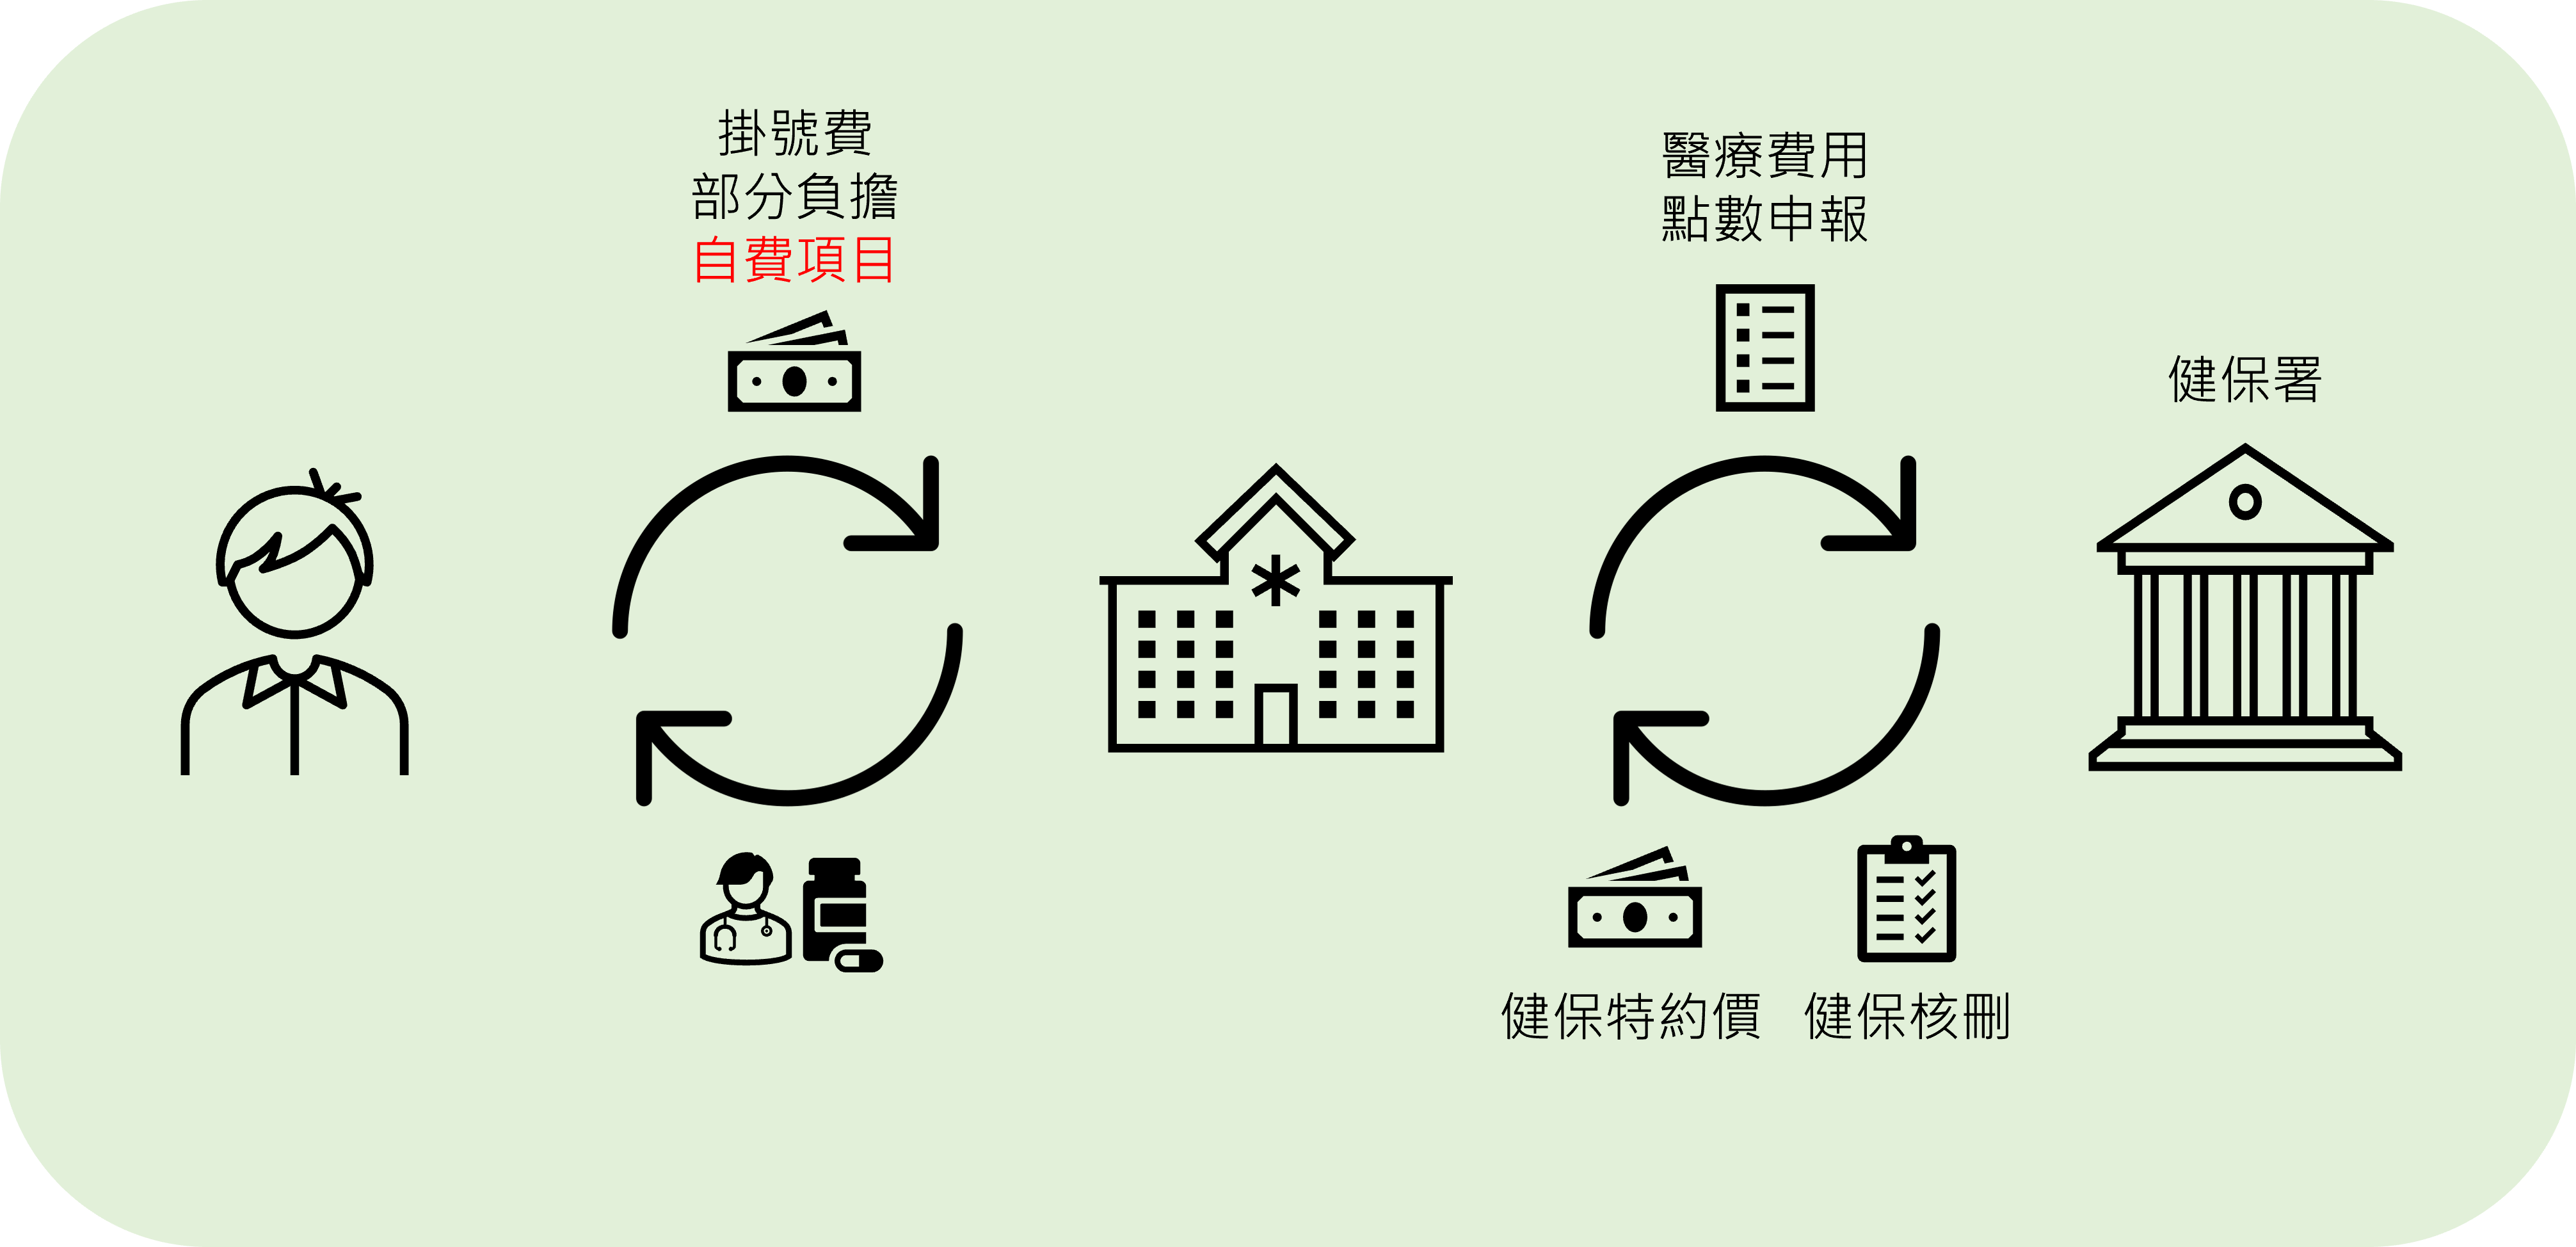 掛號費
部分負擔
自費項目
醫療費用
點數申報
健保署
健保特約價
健保核刪